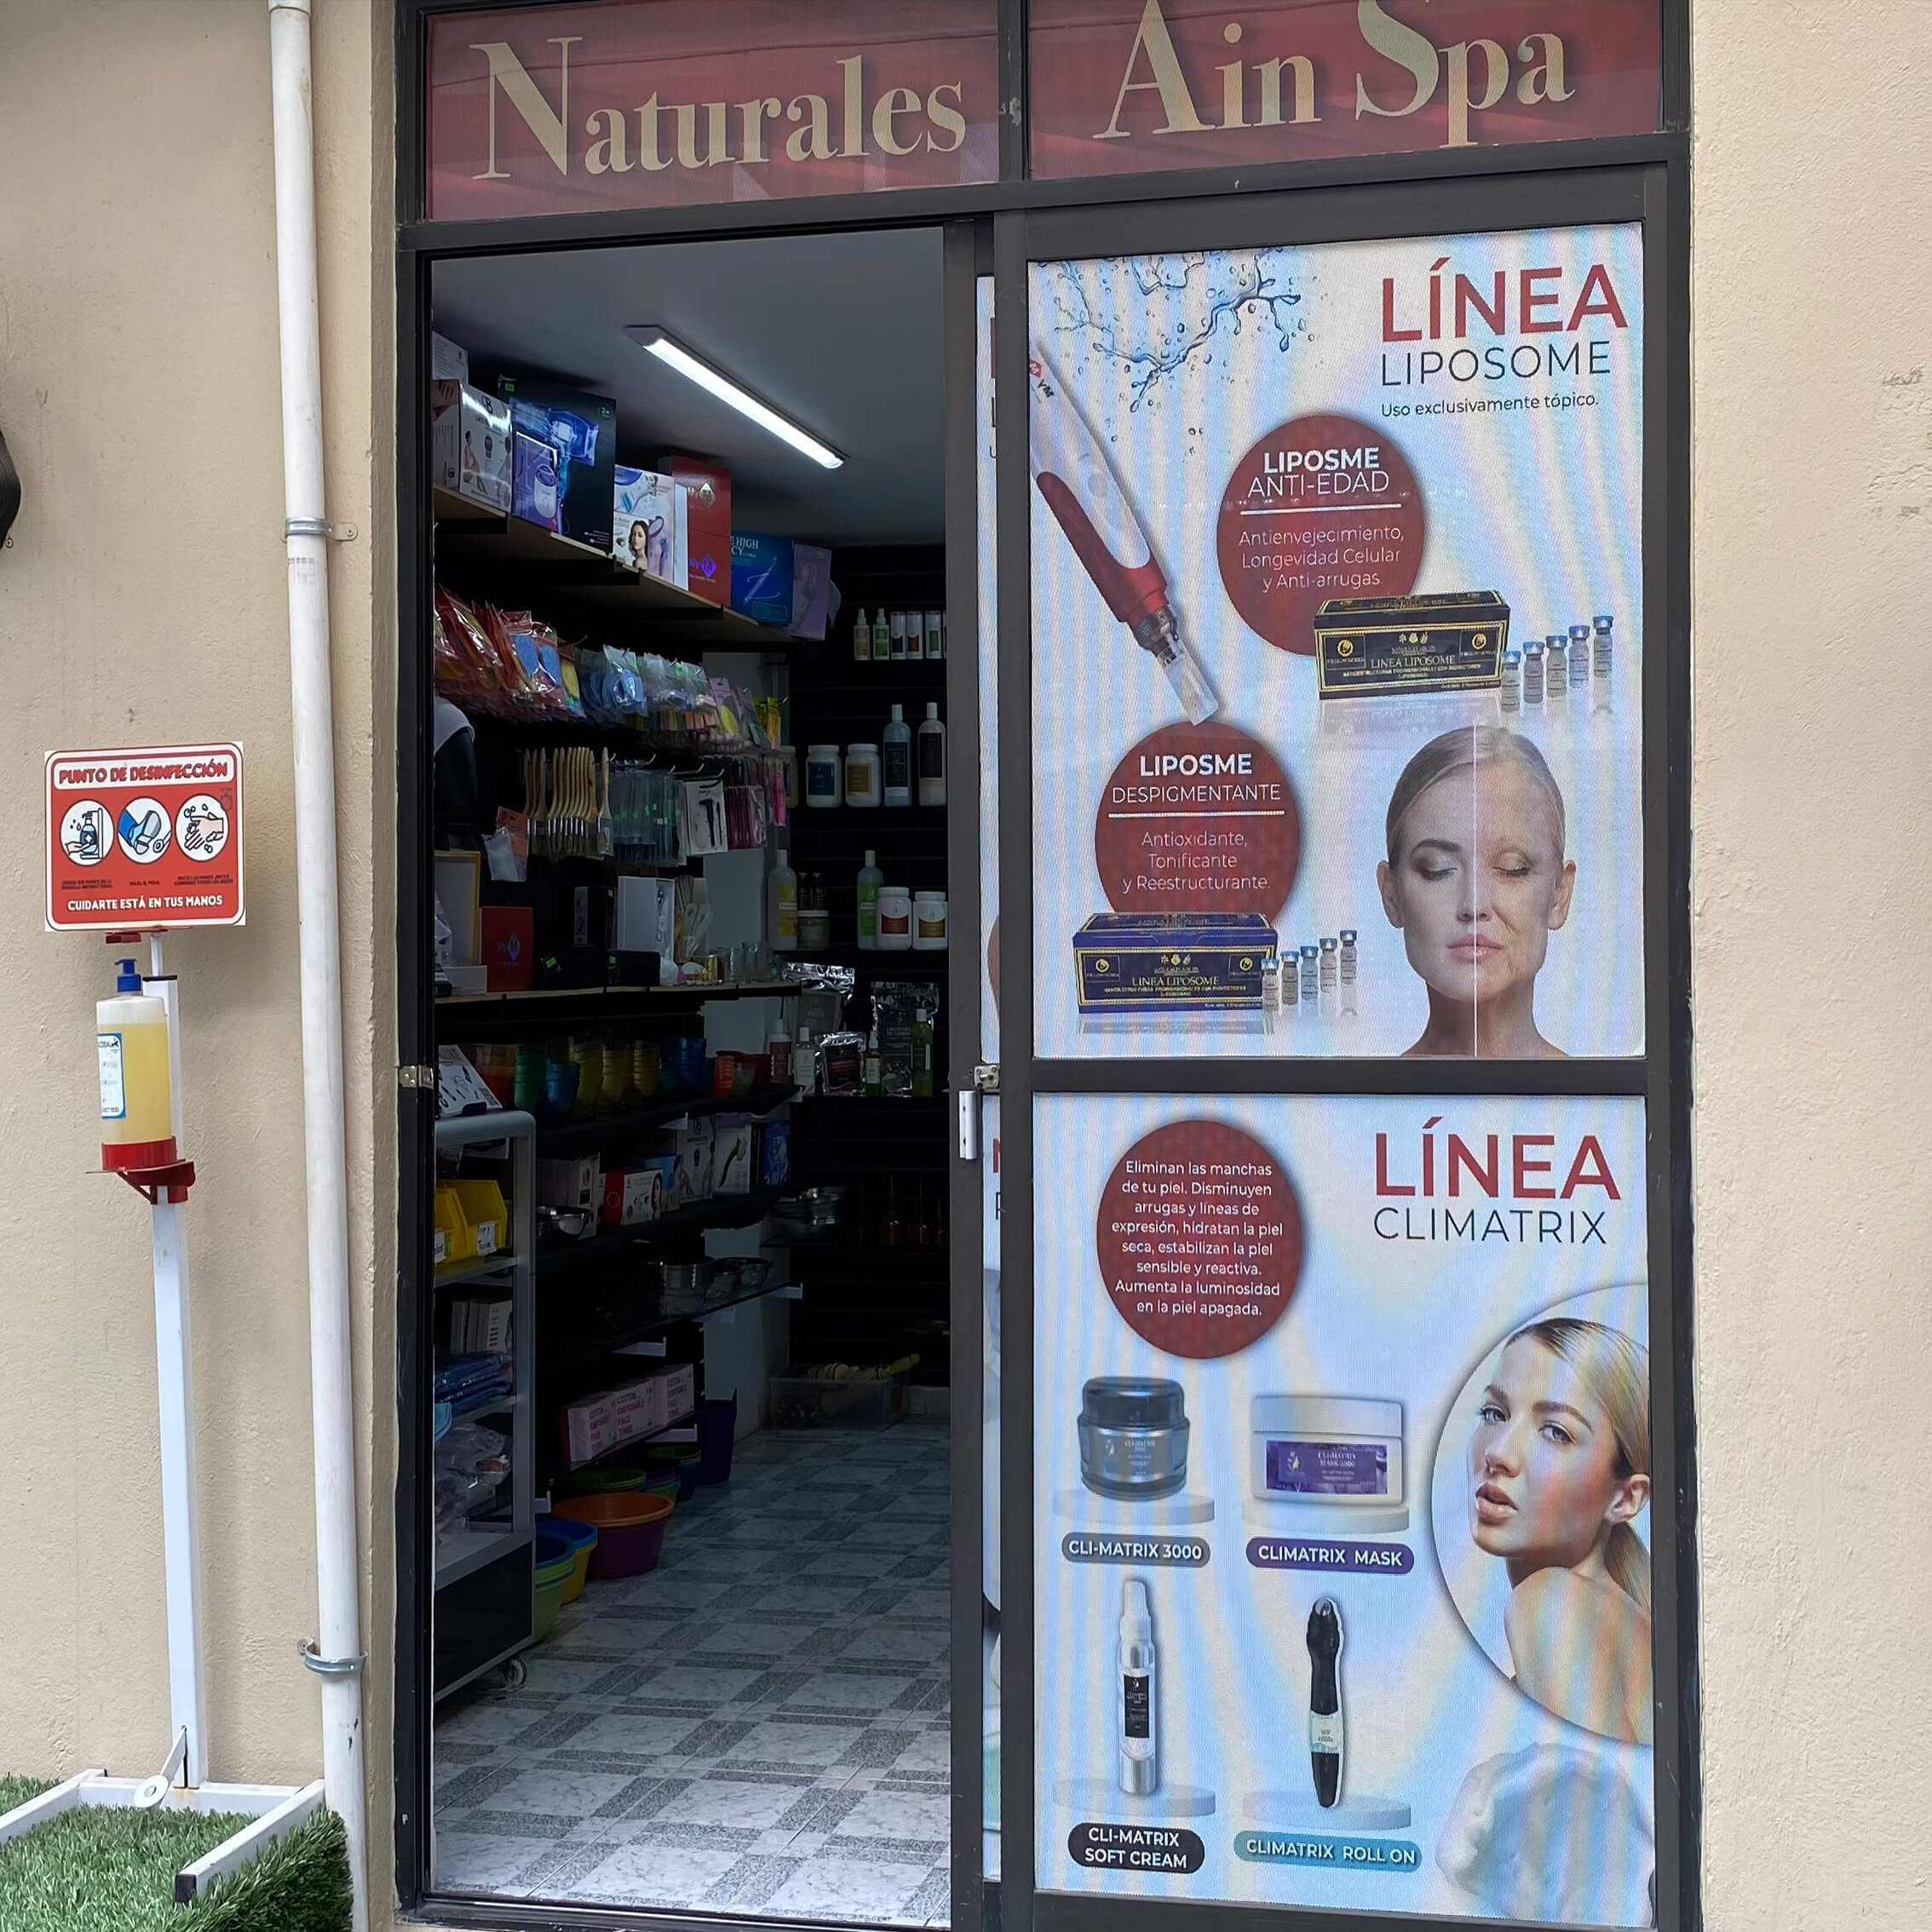 Naturales
Ain Spa
LÍNEA
LIPOSOME
Uso exclusivamente tópico.
LIPOSME
ANTI-EDAD
Antienvejecimiento,
Longevidad Celular
y Anti-arrugas
LINEA LIPOSOME
LIPOSME
DESPIGMENTANTE
Antioxidante,
Tonificante
y Reestructurante.
LINEA LIPOSOME
LÍNEA
CLIMATRIX
Eliminan las manchas
de tu piel. Disminuyen
arrugas y líneas de
expresión, hidratan la piel
seca, estabilizan la piel
sensible y reactiva.
Aumenta la luminosidad
en la piel apagada.
CLI-MATRIX 3000
CLIMATRIX MASK
CLI-MATRIX
SOFT CREAM
CLIMATRIX ROLL ON
PUNTO DE DESINFECCIÓN
CUIDARTE ESTÁ EN TUS MANOS